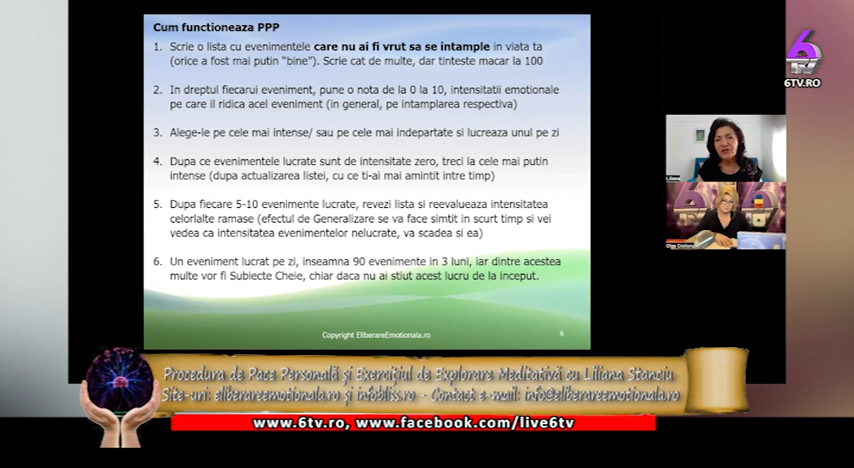 Cum functioneaza PPP
1. Scrie o lista cu evenimentele care nu ai fi vrut sa se intample in viata ta
(orice a fost mai putin "bine"). Scrie cat de multe, dar tinteste macar la 100
2. In dreptul fiecarui eveniment, pune o nota de la 0 la 10, intensitatii emotionale
pe care il ridica acel eveniment (in general, pe intamplarea respectiva)
3. Alege-le pe cele mai intense/ sau pe cele mai indepartate si lucreaza unul pe zi
4. Dupa ce evenimentele lucrate sunt de intensitate zero, treci la cele mai putin
intense (dupa actualizarea listei, cu ce ti-ai mai amintit intre timp)
5. Dupa fiecare 5-10 evenimente lucrate, revezi lista si reevalueaza intensitatea
celorlalte ramase (efectul de Generalizare se va face simtit in scurt timp si vei
vedea ca intensitatea evenimentelor nelucrate, va scadea si ea)
6. Un eveniment lucrat pe zi, inseamna 90 evenimente in 3 luni, iar dintre acestea
multe vor fi Subiecte Cheie, chiar daca nu ai stiut acest lucru de la inceput.
Copyright EliberareEmotionala.ro
6TV.RO
Liliana
Procedura de Pace Personală și Exercițiul de Explorare Meditativă cu Liliana Stanciu
Site-uri: eliberareemotionala.ro și infobliss.ro - Contact e-mail: info@eliberareemotionala.ro
www.6tv.ro, www.facebook.com/live6tv